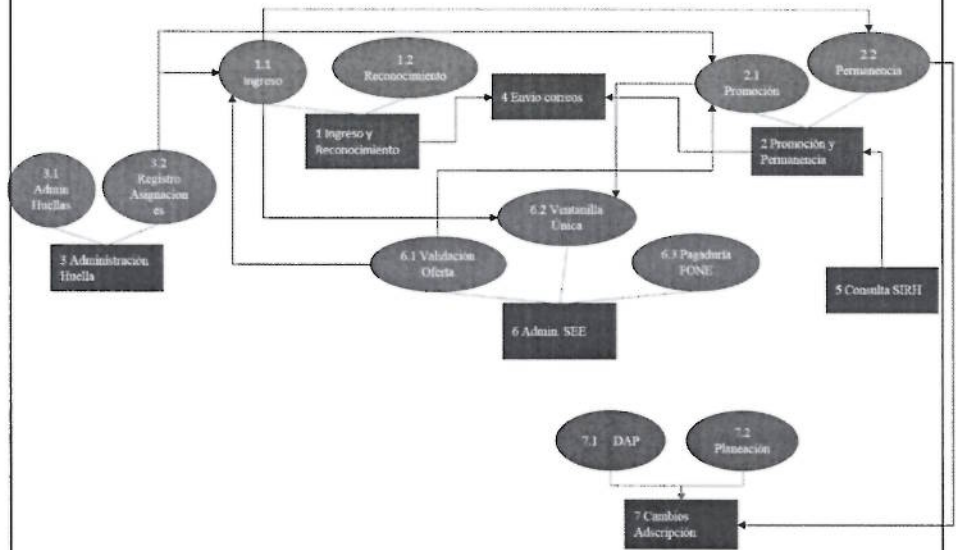 1.1
Ingreso
1.2
Reconocimiento
2.1
Promoción
2.2
Permanencia
4 Envio correos
1 Ingreso y
Reconocimiento
2 Promoción y
Permanencia
3.1
Admin
Huellas
3.2
Registro
Asignacion
es
3 Administración
Huella
6.2 Ventanilla
Única
6.1 Validación
Oferta
6.3 Pagaduría
FONE
5 Consulta SIRH
6 Admin. SEE
7.1 DAP
7.2
Planeación
7 Cambios
Adscripción